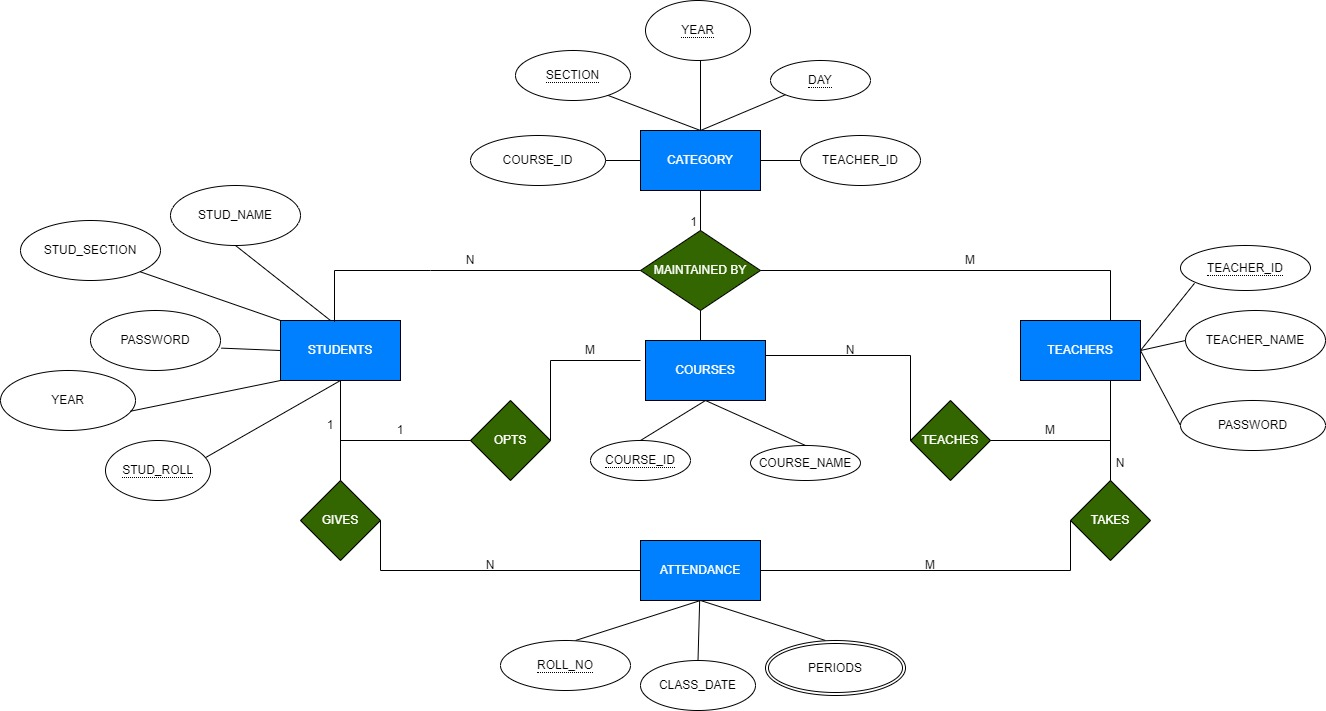 YEAR
SECTION
DAY
COURSE_ID
CATEGORY
TEACHER_ID
STUD_NAME
1
STUD_SECTION
N
MAINTAINED BY
M
TEACHER_ID
PASSWORD
STUDENTS
M
COURSES
N
TEACHERS
TEACHER_NAME
YEAR
1
1
OPTS
TEACHES
M
PASSWORD
STUD_ROLL
COURSE_ID
COURSE_NAME
N
GIVES
TAKES
N
ATTENDANCE
M
ROLL_NO
CLASS_DATE
PERIODS